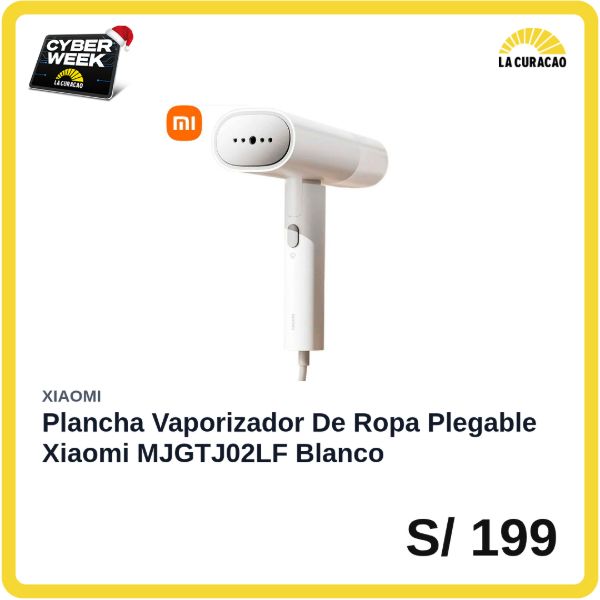 CYBER
WEEK
LA CURACAO
LA CURACAO
mi
XIAOMI
Plancha Vaporizador De Ropa Plegable
Xiaomi MJGTJ02LF Blanco
S/ 199